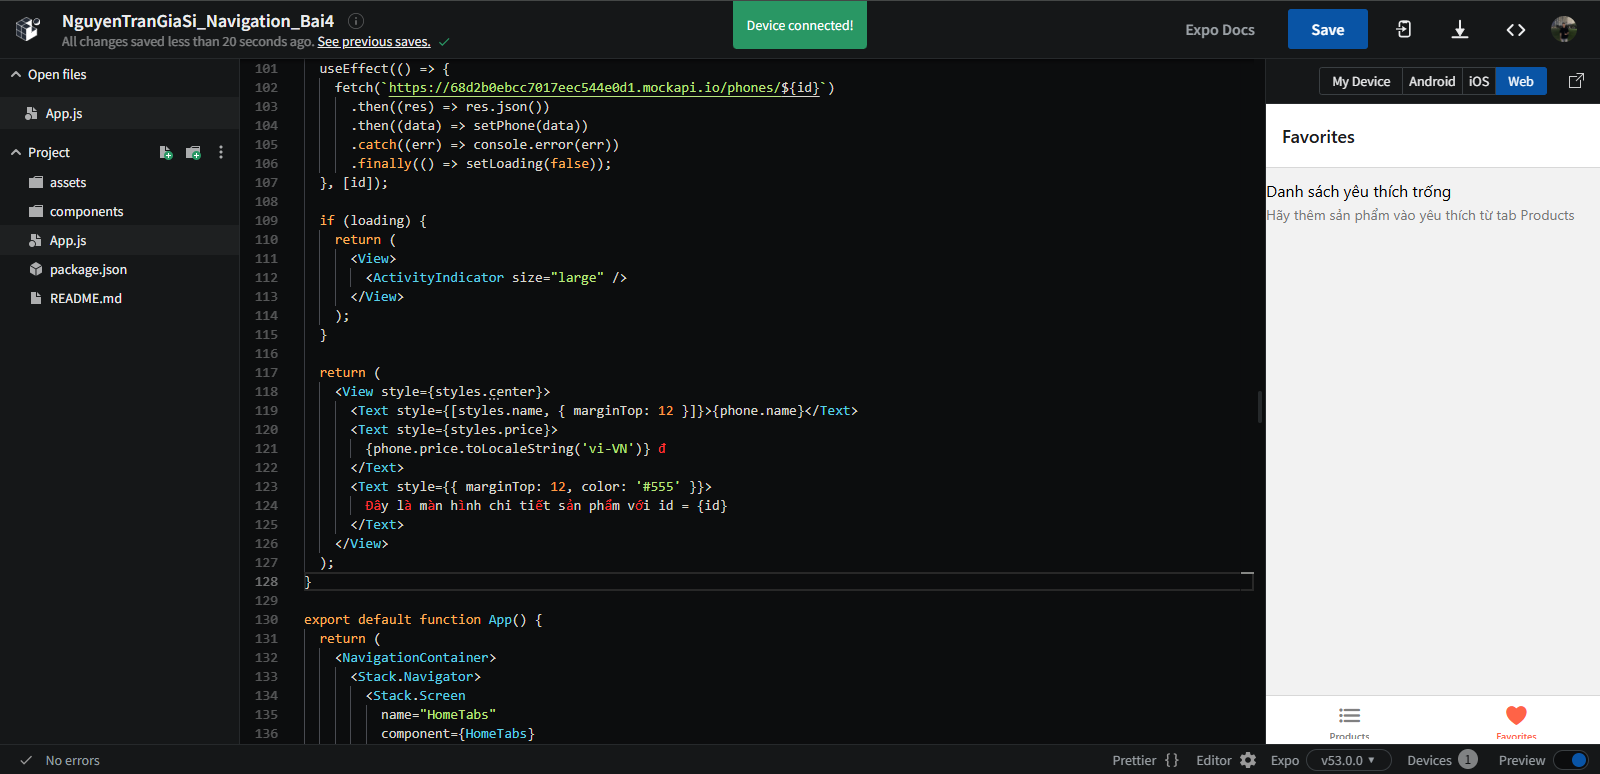 NguyenTranGiaSi_Navigation_Bai4
All changes saved less than 20 seconds ago. See previous saves.
Device connected!
Expo Docs
Save
Open files
App.js
Project
assets
components
App.js
package.json
README.md
101 useEffect(() => {
102 fetch(`https://68d2b0ebcc7017eec544e0d1.mockapi.io/phones/${id}`)
103 .then((res) => res.json())
104 .then((data) => setPhone(data))
105 .catch((err) => console.error(err))
106 .finally(() => setLoading(false));
107 }, [id]);
108
109 if (loading) {
110 return (
111 <View>
112 <ActivityIndicator size="large" />
113 </View>
114 );
115 }
116
117 return (
118 <View style={styles.center}>
119 <Text style={[styles.name, { marginTop: 12 }]}>{phone.name}</Text>
120 <Text style={styles.price}>
121 {phone.price.toLocaleString('vi-VN')} đ
122 </Text>
123 <Text style={{ marginTop: 12, color: '#555' }}>
124 Đây là màn hình chi tiết sản phẩm với id = {id}
125 </Text>
126 </View>
127 );
128 }
129
130 export default function App() {
131 return (
132 <NavigationContainer>
133 <Stack.Navigator>
134 <Stack.Screen
135 name="HomeTabs"
136 component={HomeTabs}
My Device Android iOS Web
Favorites
Danh sách yêu thích trống
Hãy thêm sản phẩm vào yêu thích từ tab Products
Products Favorites
No errors
Prettier { } Editor Expo v53.0.0 Devices 1 Preview